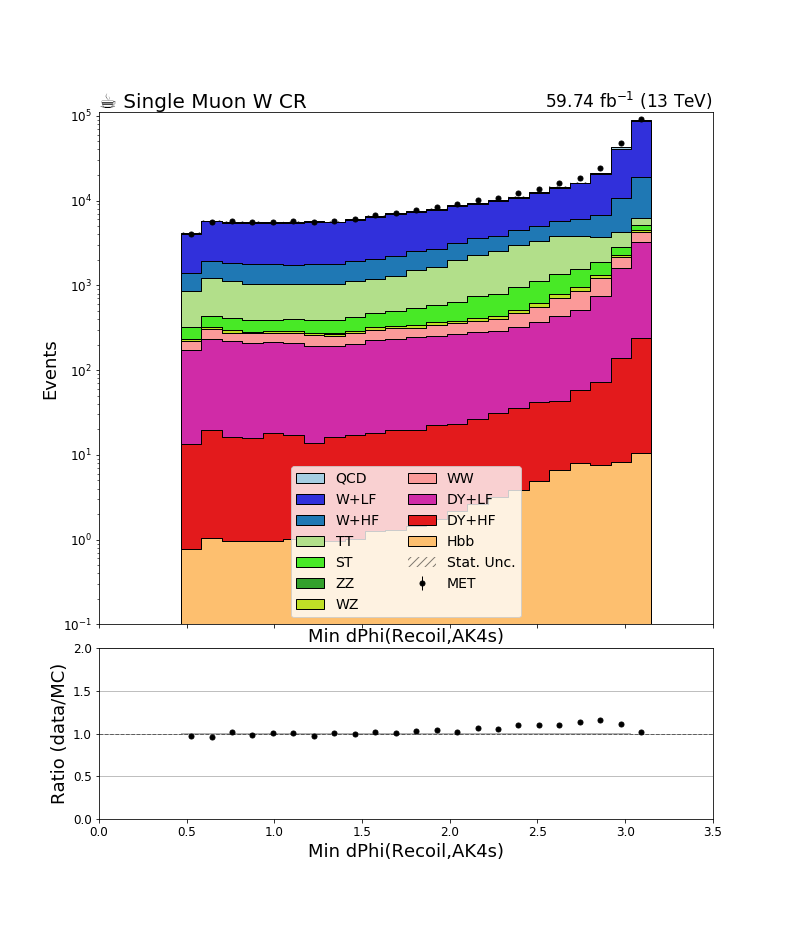 ☕ Single Muon W CR
59.74 fb⁻¹ (13 TeV)
Events
10⁵
10⁴
10³
10²
10¹
10⁰
10⁻¹
QCD
W+LF
W+HF
TT
ST
ZZ
WZ
WW
DY+LF
DY+HF
Hbb
Stat. Unc.
MET
Min dPhi(Recoil,AK4s)
Ratio (data/MC)
2.0
1.5
1.0
0.5
0.0
0.0 0.5 1.0 1.5 2.0 2.5 3.0 3.5
Min dPhi(Recoil,AK4s)